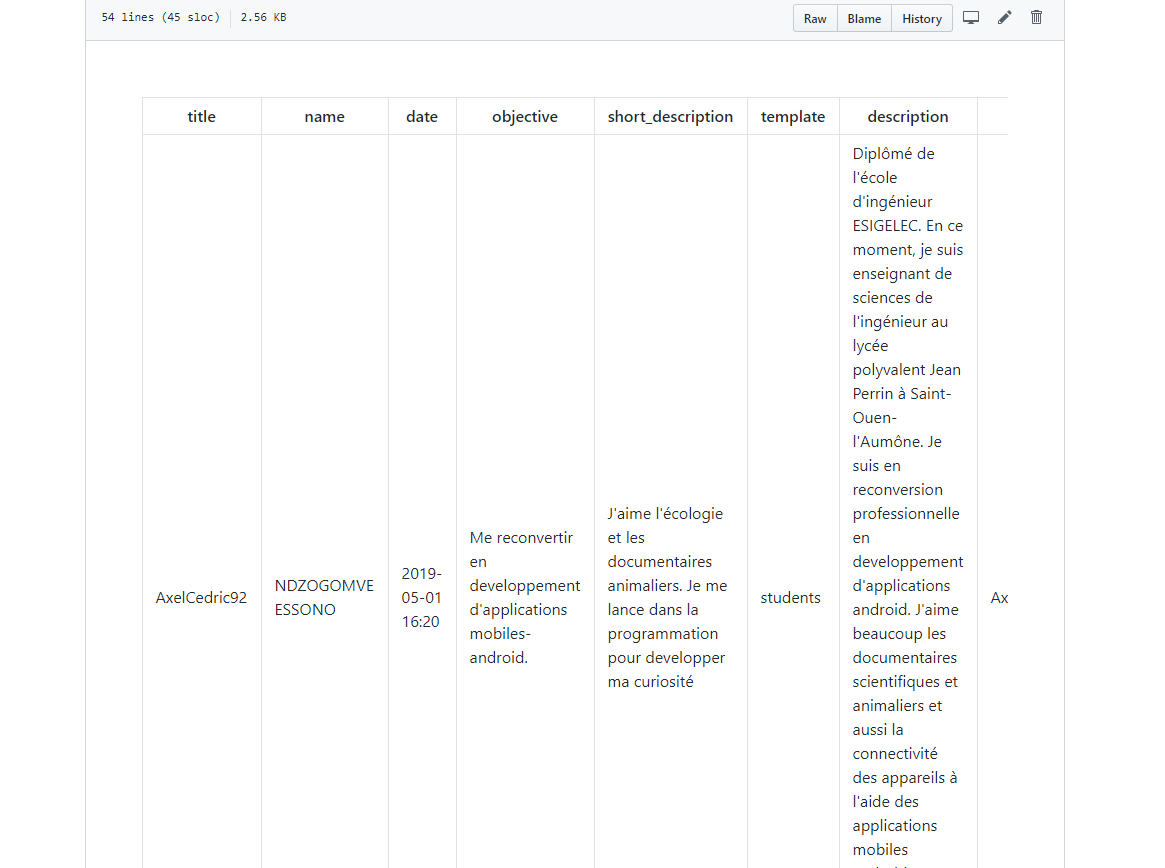 54 lines (45 sloc) 2.56 KB Raw Blame History
title name date objective short_description template description
AxelCedric92
NDZOGOMVE
ESSONO
2019-
05-01
16:20
Me reconvertir
en
developpement
d'applications
mobiles-
android.
J'aime l'écologie
et les
documentaires
animaliers. Je me
lance dans la
programmation
pour developper
ma curiosité
students
Diplômé de
l'école
d'ingénieur
ESIGELEC. En ce
moment, je suis
enseignant de
sciences de
l'ingénieur au
lycée
polyvalent Jean
Perrin à Saint-
Ouen-
l'Aumône. Je
suis en
reconversion
professionnelle
en
developpement
d'applications
android. J'aime
beaucoup les
documentaires
scientifiques et
animaliers et
aussi la
connectivité
des appareils à
l'aide des
applications
mobiles
Ax